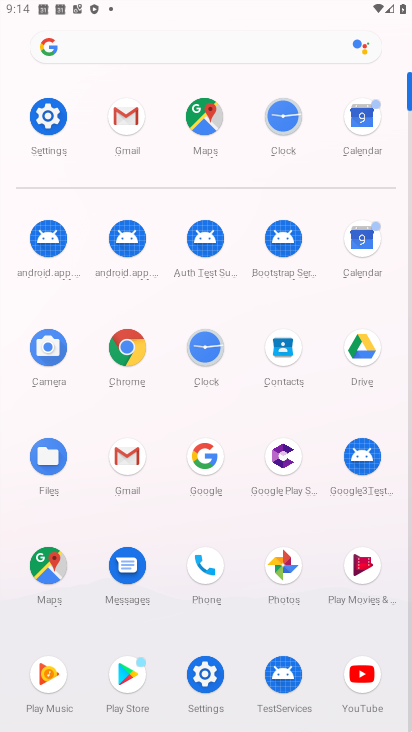 9:14
Settings Gmail Maps Clock Calendar
android.app.... android.app.... Auth Test Su... Bootstrap Ser... Calendar
Camera Chrome Clock Contacts Drive
Files Gmail Google Google Play S... Google3Test...
Maps Messages Phone Photos Play Movies & ...
Play Music Play Store Settings TestServices YouTube